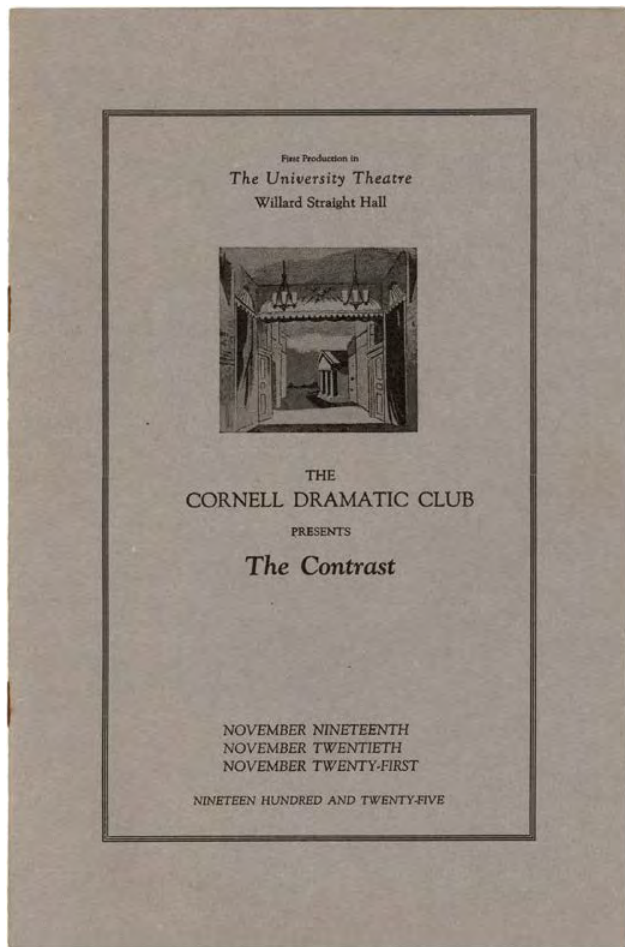 First Production in
The University Theatre
Willard Straight Hall
THE
CORNELL DRAMATIC CLUB
PRESENTS
The Contrast
NOVEMBER NINETEENTH
NOVEMBER TWENTIETH
NOVEMBER TWENTY-FIRST
NINETEEN HUNDRED AND TWENTY-FIVE